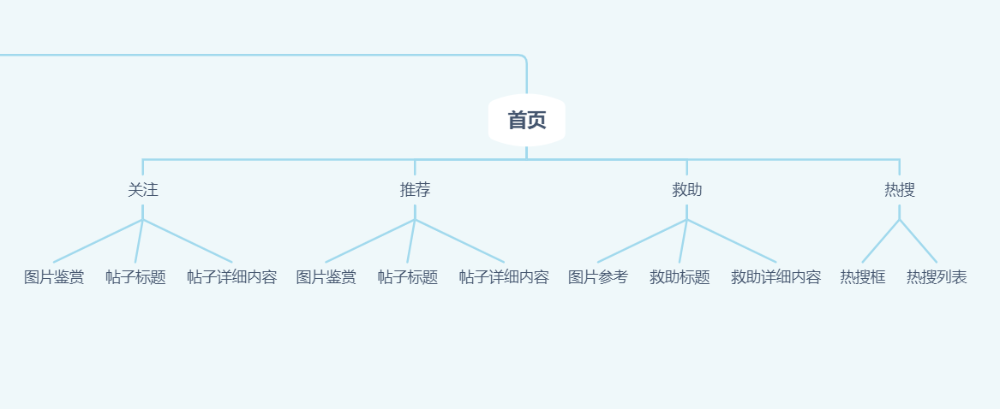 首页
关注
推荐
救助
热搜
图片鉴赏
帖子标题
帖子详细内容
图片鉴赏
帖子标题
帖子详细内容
图片参考
救助标题
救助详细内容
热搜框
热搜列表